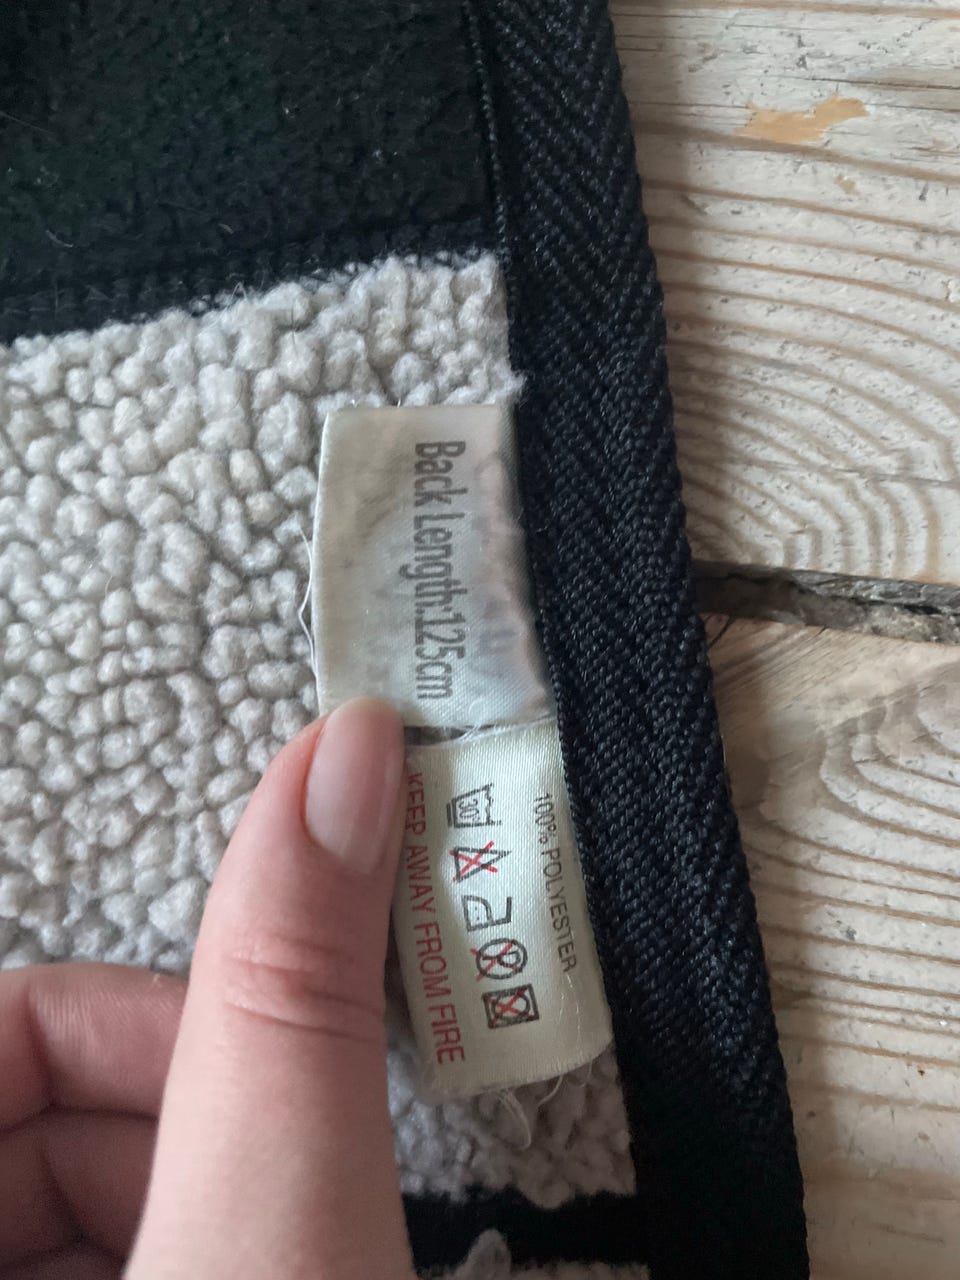 Back Length:125cm
100% POLYESTER
30°
KEEP AWAY FROM FIRE